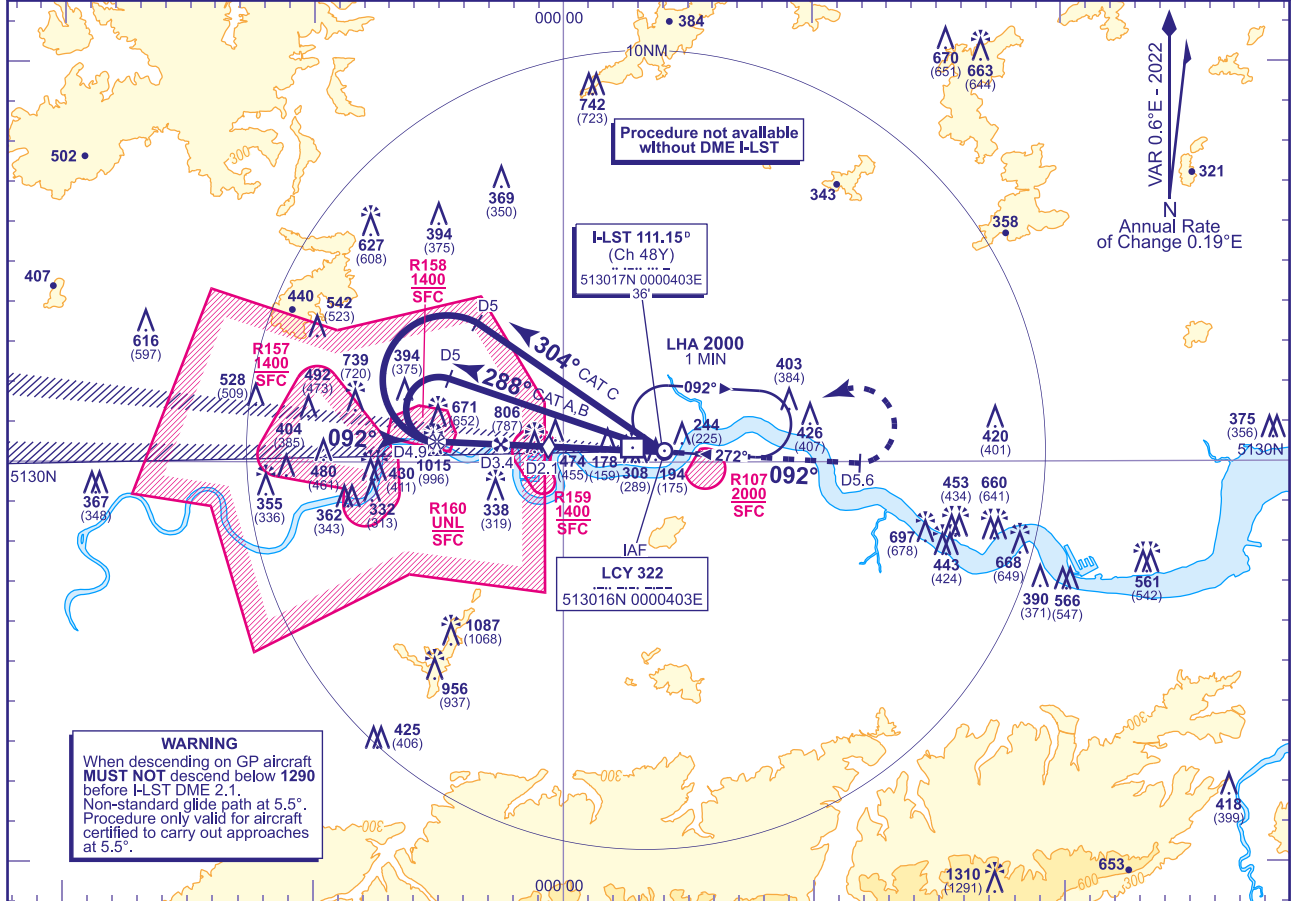 000 00
384
10NM
670
(651)
663
(644)
742
(723)
VAR 0.6°E - 2022
Procedure not available
without DME I-LST
502
321
369
(350)
343
N
Annual Rate
of Change 0.19°E
394
(375)
627
(608)
358
I-LST 111.15ᴰ
(Ch 48Y)
513017N 0000403E
36'
R158
1400
SFC
407
440
542
(523)
D5
616
(597)
304° CAT C
LHA 2000
1 MIN
R157
1400
SFC
D5
739
(720)
394
(375)
288° CAT A,B
403
(384)
528
(509)
492
(473)
092°
671
(652)
806
(787)
404
(385)
092°
244
(225)
426
(407)
420
(401)
375
(356)
5130N
5130N
D4.9
1015
(996)
D3.4
D2.1
474
(455)
178
(159)
308
(289)
194
(175)
272°
092°
D5.6
367
(348)
355
(336)
480
(461)
430
(411)
362
(343)
332
(313)
338
(319)
R160
UNL
SFC
R159
1400
SFC
R107
2000
SFC
453
(434)
660
(641)
697
(678)
443
(424)
668
(649)
390
(371)
566
(547)
561
(542)
IAF
LCY 322
513016N 0000403E
1087
(1068)
956
(937)
425
(406)
WARNING
When descending on GP aircraft
MUST NOT descend below 1290
before I-LST DME 2.1.
Non-standard glide path at 5.5°.
Procedure only valid for aircraft
certified to carry out approaches
at 5.5°.
300
300
300
418
(399)
1310
(1291)
653
600
300
000 00